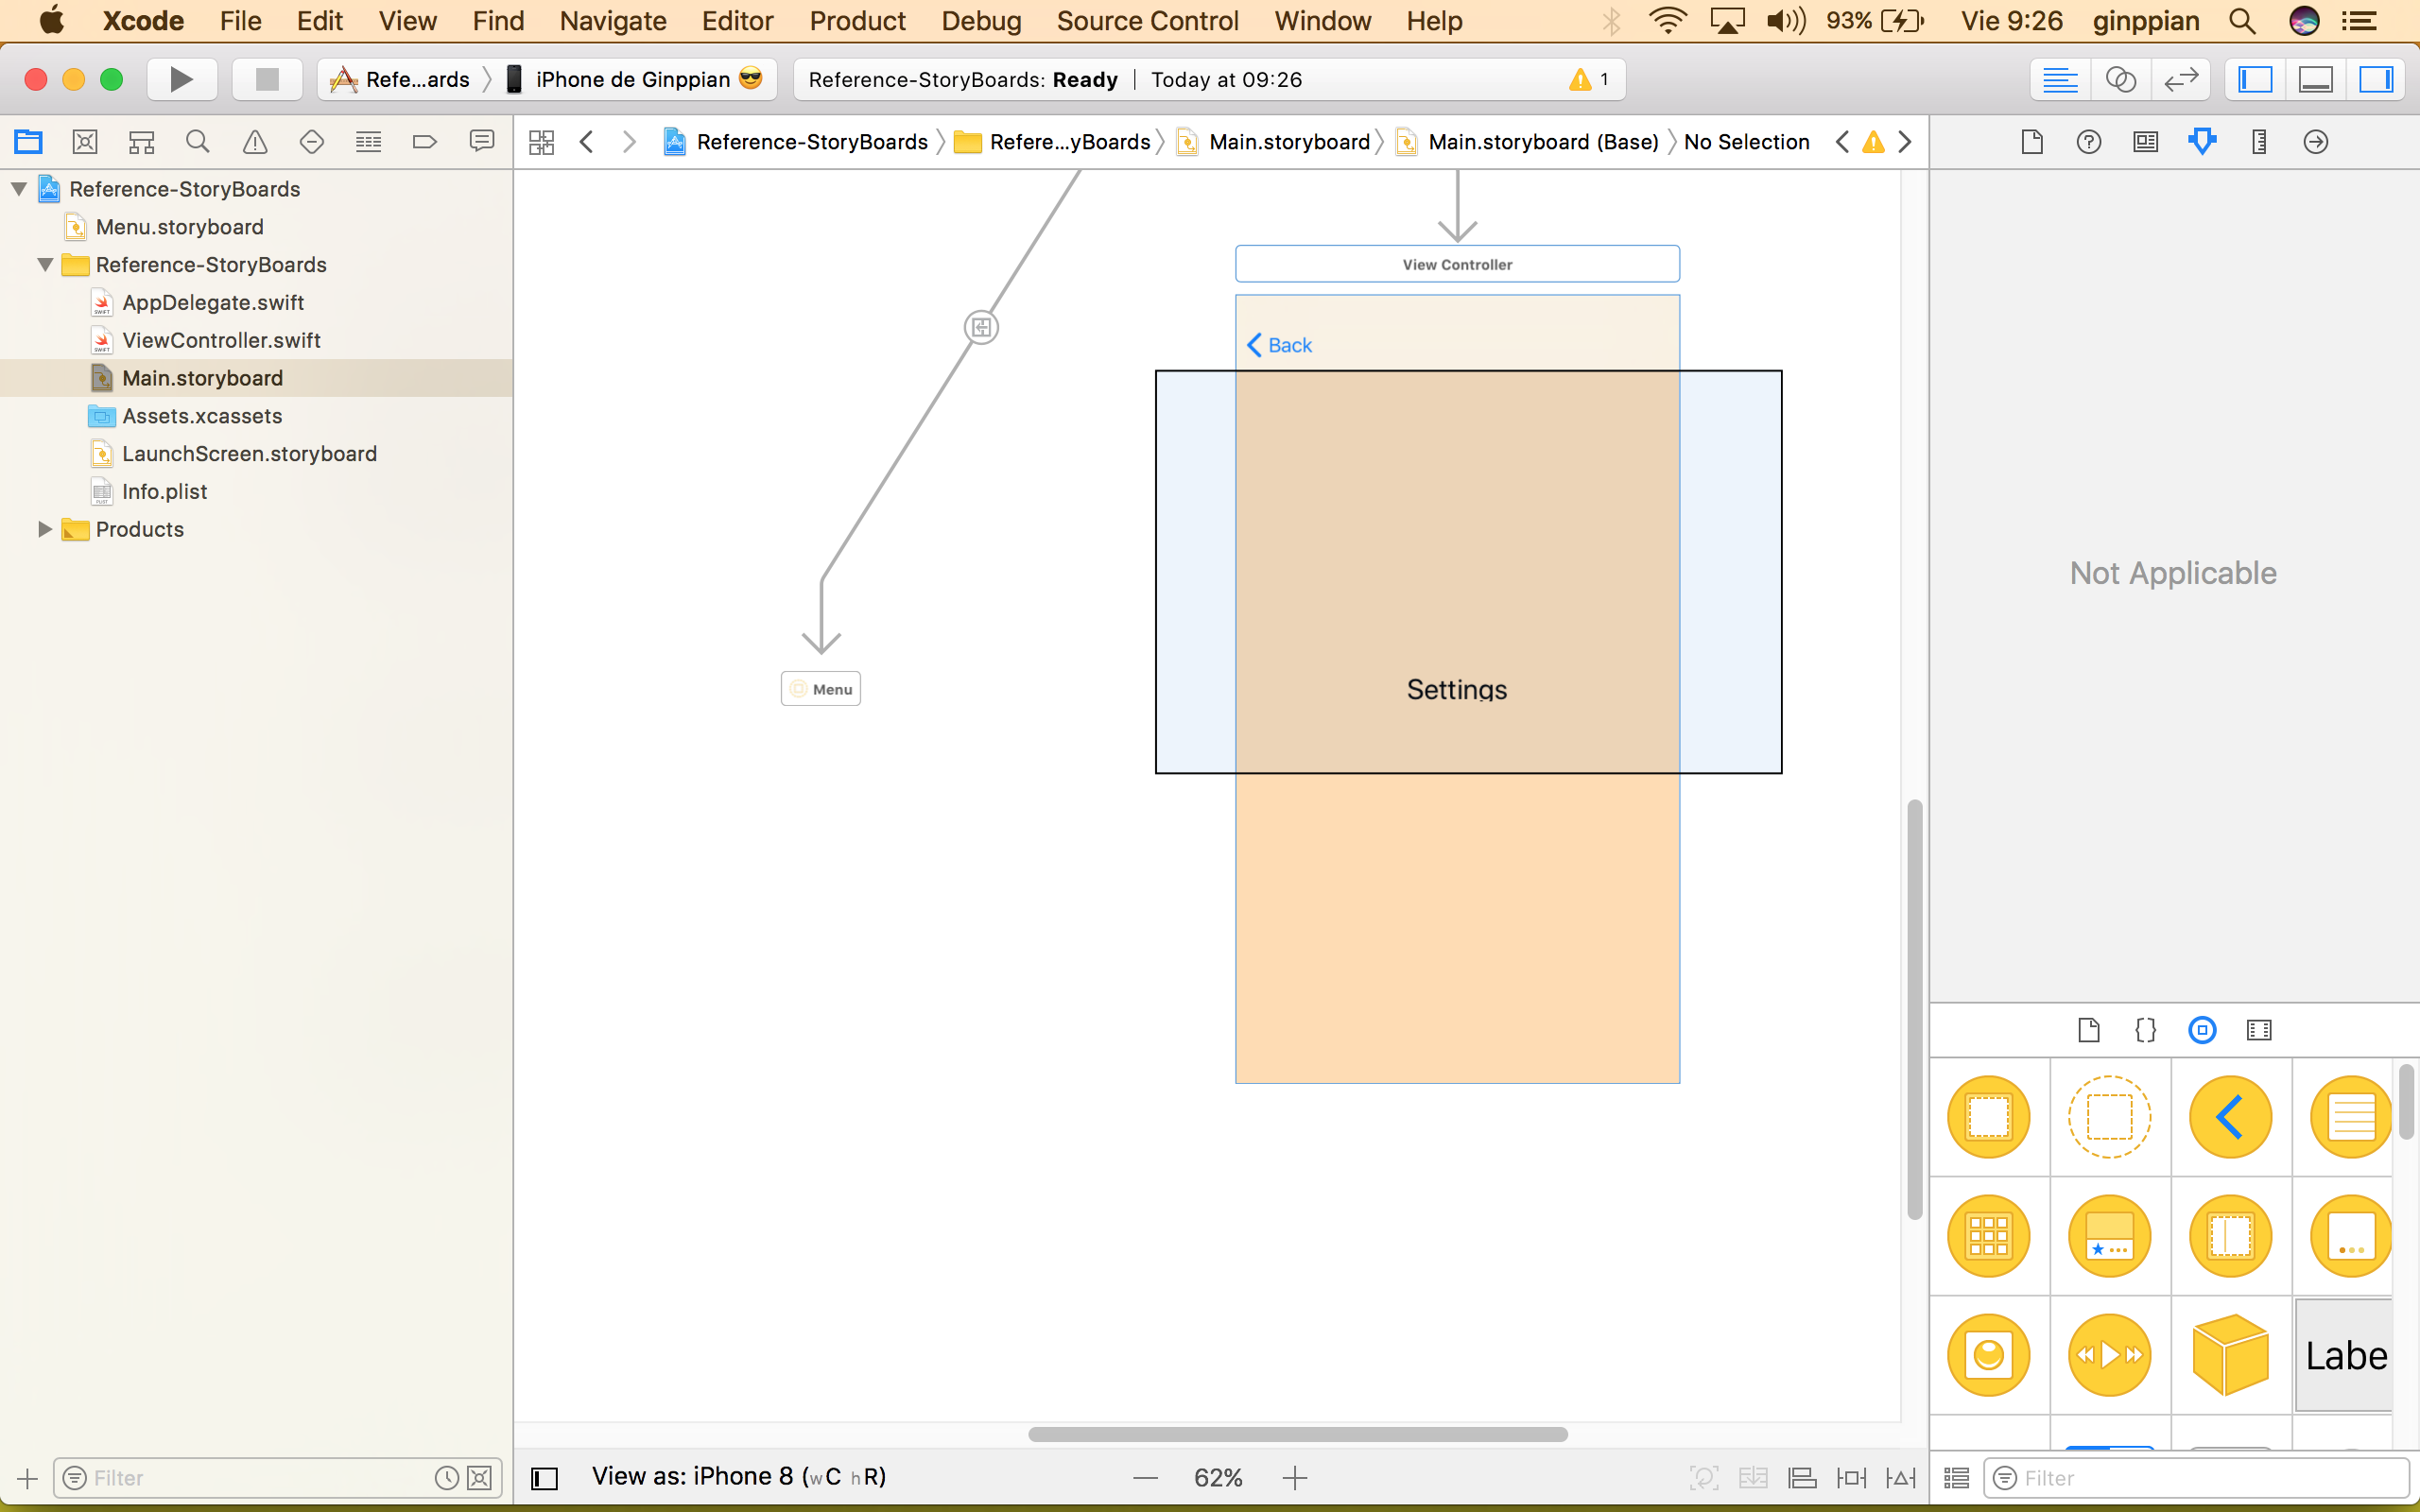 Xcode File Edit View Find Navigate Editor Product Debug Source Control Window Help 93% Vie 9:26 ginppian
Refe...ards iPhone de Ginppian 😎 Reference-StoryBoards: Ready Today at 09:26 1
Reference-StoryBoards Refere...yBoards Main.storyboard Main.storyboard (Base) No Selection
Reference-StoryBoards
Menu.storyboard
Reference-StoryBoards
AppDelegate.swift
ViewController.swift
Main.storyboard
Assets.xcassets
LaunchScreen.storyboard
Info.plist
Products
View Controller
Back
Settings
Menu
Not Applicable
Labe
Filter
View as: iPhone 8 (wC hR)
62%
Filter